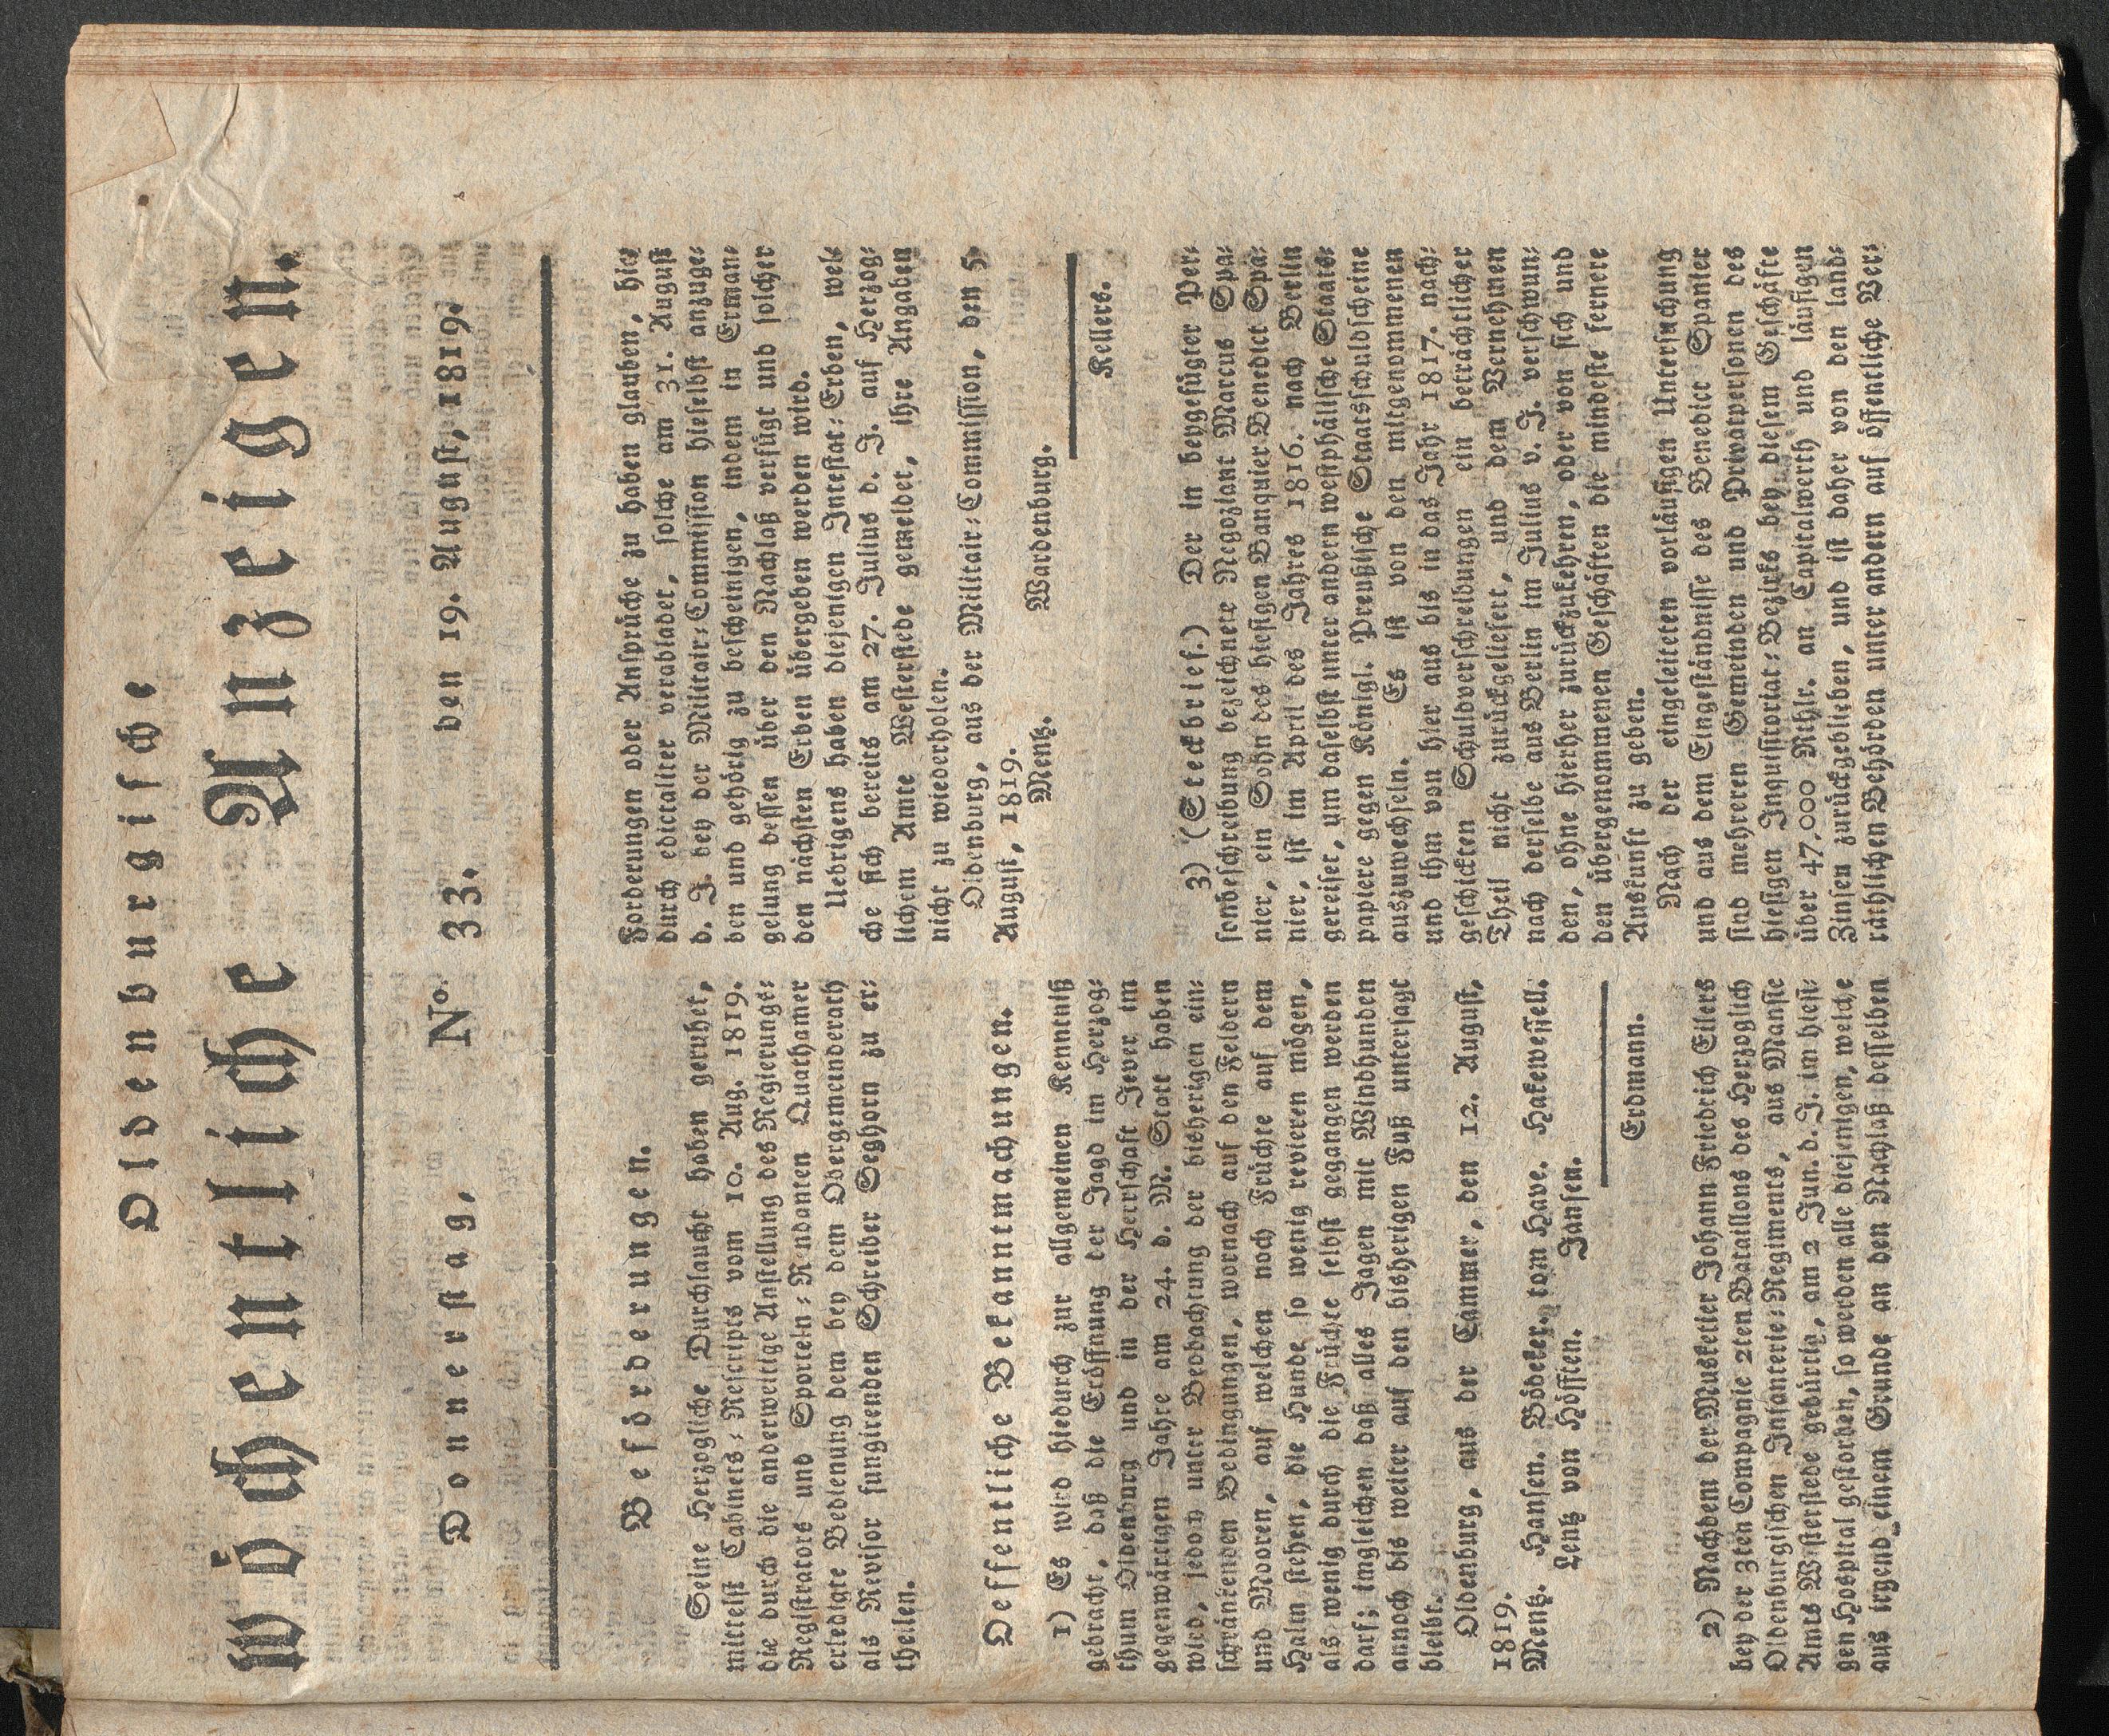 Oldenburgische
wöchentliche Anzeigen.
Donnerstag, No. 33. den 19. August, 1819.
Beförderungen.
Seine Herzogliche Durchlaucht haben geruhet,
mittelst Cabinets-Rescripts vom 10. Aug. 1819.
die durch die anderweitige Anstellung des Regierungs-
Registrators und Sporteln-Rendanten Quathamer
erledigte Bedienung dem bey dem Obergemeinderath
als Revisor fungirenden Schreiber Seghorn zu er-
theilen.
Oeffentliche Bekanntmachungen.
1) Es wird hiedurch zur allgemeinen Kenntniß
gebracht, daß die Eröffnung der Jagd im Herzog-
thum Oldenburg und in der Herrschaft Jever im
gegenwärtigen Jahre am 24. d. M. Statt haben
wird, jedoch unter Beobachtung der bisherigen ein-
schränkenden Bedingungen, wornach auf den Feldern
und Mooren, auf welchen noch Früchte auf dem
Halm stehen, die Hunde so wenig revieren mögen,
als wenig durch die Früchte selbst gegangen werden
darf; imgleichen daß alles Jagen mit Windhunden
annoch bis weiter auf den bisherigen Fuß untersagt
bleibt.
Oldenburg, aus der Cammer, den 12. August,
1819.
Mentz. Hansen. Bödeker. tom Have. Hakewessell.
Lentz von Höfften. Jansen.
Erdmann.
2) Nachdem der Musketier Johann Friedrich Eilers
bey der 3ten Compagnie 2ten Bataillons des Herzoglich
Oldenburgischen Infanterie-Regiments, aus Mansie
Amts Westerstede gebürtig, am 2 Jun. d. J. im hiesi-
gen Hospital gestorben, so werden alle diejenigen, welche
aus irgend einem Grunde an den Nachlaß desselben
Forderungen oder Ansprüche zu haben glauben, hie-
durch edictaliter verabladet, solche am 31. August
d. J. bey der Militair-Commission hieselbst anzuge-
ben und gehörig zu bescheinigen, indem in Erman-
gelung dessen über den Nachlaß verfügt und solcher
den nächsten Erben übergeben werden wird.
Uebrigens haben diejenigen Intestat-Erben, wel-
che sich bereits am 27. Julius d. J. auf Herzog-
lichem Amte Westerstede gemeldet, ihre Angaben
nicht zu wiederholen.
Oldenburg, aus der Militair-Commission, den 5.
August, 1819.
Mentz. Wardenburg.
Kellers.
3) (Steckbrief.) Der in beygefügter Per-
sonbeschreibung bezeichnete Negoziant Marcus Spa-
nier, ein Sohn des hiesigen Banquier Benedict Spa-
nier, ist im April des Jahres 1816. nach Berlin
gereiset, um daselbst unter andern westphälische Staats-
papiere gegen Königl. Preußische Staatsschuldscheine
auszuwechseln. Es ist von den mitgenommenen
und ihm von hier aus bis in das Jahr 1817. nach-
geschickten Schuldverschreibungen ein beträchtlicher
Theil nicht zurückgeliefert, und dem Vernehmen
nach derselbe aus Berlin im Julius v. J. verschwun-
den, ohne hierher zurückzukehren, oder von sich und
den übergenommenen Geschäften die mindeste fernere
Auskunft zu geben.
Nach der eingeleiteten vorläufigen Untersuchung
und aus dem Eingeständnisse des Benedict Spanier
sind mehreren Gemeinden und Privatpersonen des
hiesigen Inquisitoriat-Bezirks bey diesem Geschäfte
über 47,000 Rthlr. an Capitalwerth und läufigen
Zinsen zurückgeblieben, und ist daher von den land-
räthlichen Behörden unter andern auf öffentliche Ver-